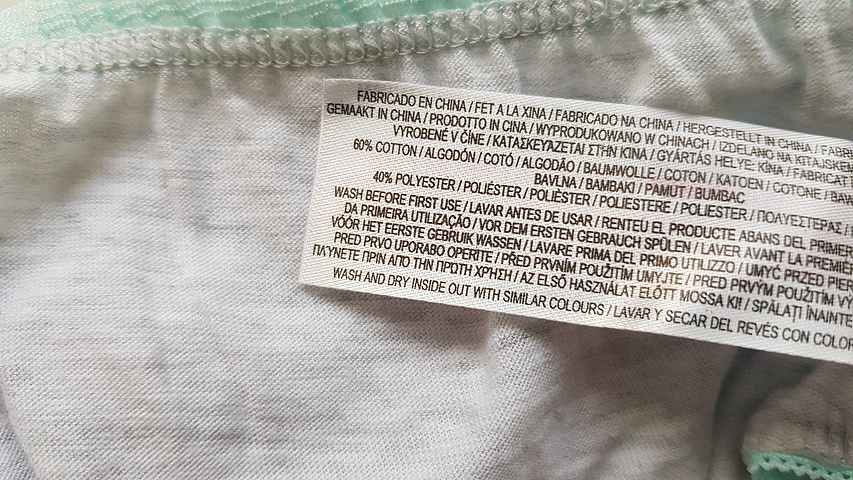 FABRICADO EN CHINA / FET A LA XINA / FABRICADO NA CHINA / HERGESTELLT IN CHINA /
GEMAAKT IN CHINA / PRODOTTO IN CINA / WYPRODUKOWANO W CHINACH / IZDELANO NA KITAJSKEM
VYROBENÉ V ČÍNE / ΚΑΤΑΣΚΕΥΑΖΕΤΑΙ ΣΤΗΝ ΚΙΝΑ / GYÁRTÁS HELYE: KÍNA / FABRICAT
60% COTTON / ALGODÓN / COTÓ / ALGODÃO / BAUMWOLLE / COTON / KATOEN / COTONE /
BAVLNA / BAMBAKI / PAMUT / BUMBAC
40% POLYESTER / POLIÉSTER / POLIÈSTER / POLIESTERE / POLIESTER / ΠΟΛΥΕΣΤΕΡΑΣ /
WASH BEFORE FIRST USE / LAVAR ANTES DE USAR / RENTEU EL PRODUCTE ABANS DEL PRIMER
DA PRIMEIRA UTILIZAÇÃO / VOR DEM ERSTEN GEBRAUCH SPÜLEN / LAVER AVANT LA PREMIÈRE
VÓÓR HET EERSTE GEBRUIK WASSEN / LAVARE PRIMA DEL PRIMO UTILIZZO / UMYĆ PRZED
PRED PRVO UPORABO OPERITE / PŘED PRVNÍM POUŽITÍM UMYJTE / PRED PRVÝM POUŽITÍM
ΠΛΥΝΕΤΕ ΠΡΙΝ ΑΠΟ ΤΗΝ ΠΡΩΤΗ ΧΡΗΣΗ / AZ ELSŐ HASZNÁLAT ELŐTT MOSSA KI! / SPĂLAȚI ÎNAINTE
WASH AND DRY INSIDE OUT WITH SIMILAR COLOURS / LAVAR Y SECAR DEL REVÉS CON